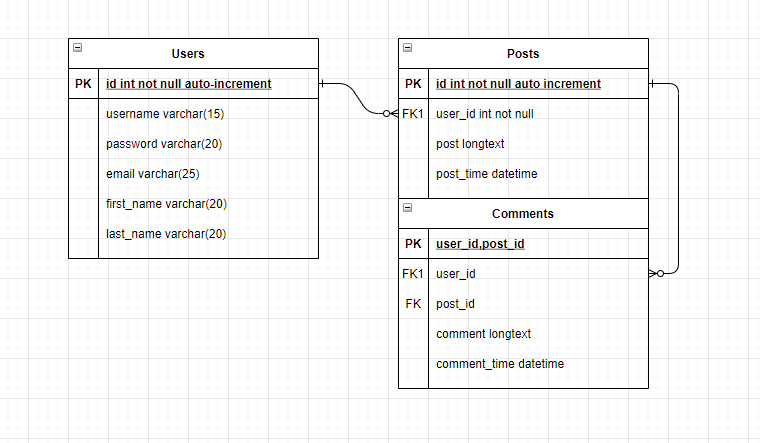 Users
PK id int not null auto-increment
username varchar(15)
password varchar(20)
email varchar(25)
first_name varchar(20)
last_name varchar(20)
Posts
PK id int not null auto increment
FK1 user_id int not null
post longtext
post_time datetime
Comments
PK user_id,post_id
FK1 user_id
FK post_id
comment longtext
comment_time datetime